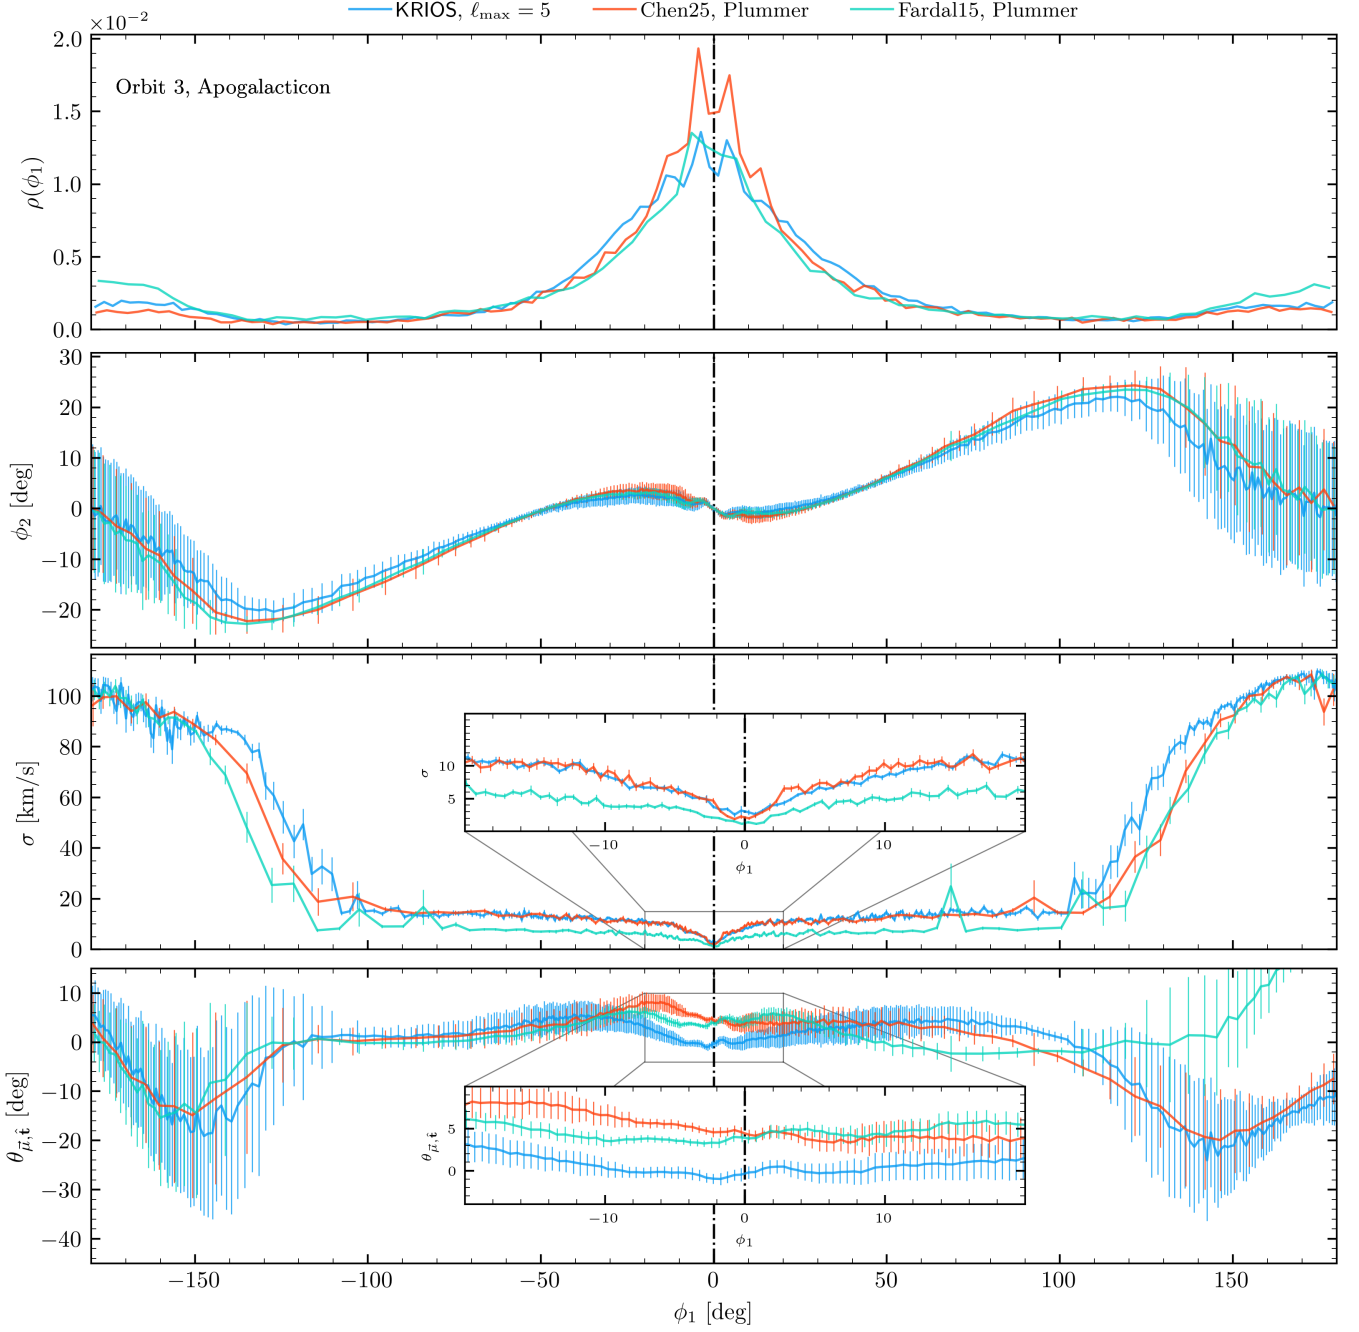 KRIOS, ℓmax = 5 Chen25, Plummer Fardal15, Plummer
×10−2
Orbit 3, Apogalacticon
2.0
1.5
1.0
0.5
0.0
ρ(ϕ1)
30
20
10
0
−10
−20
ϕ2 [deg]
100
80
60
40
20
0
σ [km/s]
10
5
σ
−10 0 10
ϕ1
10
0
−10
−20
−30
−40
θμ⃗,t̂ [deg]
5
0
θμ⃗,t̂
−10 0 10
ϕ1
−150 −100 −50 0 50 100 150
ϕ1 [deg]